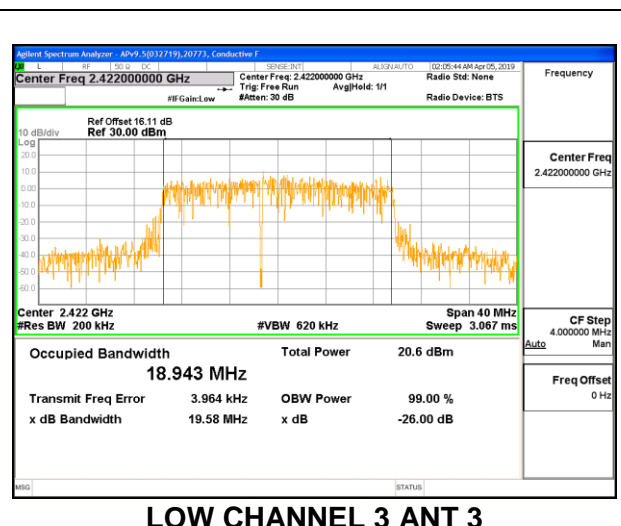 Agilent Spectrum Analyzer - APv9.5(032719),20773, Conductive F
L RF 50 Ω DC SENSE:INT ALIGNAUTO 02:05:44 AM Apr 05, 2019
Center Freq 2.422000000 GHz
Center Freq: 2.422000000 GHz
Radio Std: None
Trig: Free Run Avg|Hold: 1/1
#IFGain:Low #Atten: 30 dB Radio Device: BTS
Frequency
Ref Offset 16.11 dB
10 dB/div Ref 30.00 dBm
Log
20.0
10.0
0.00
-10.0
-20.0
-30.0
-40.0
-50.0
-60.0
Center Freq
2.422000000 GHz
Center 2.422 GHz Span 40 MHz
#Res BW 200 kHz #VBW 620 kHz Sweep 3.067 ms
CF Step
4.000000 MHz
Auto Man
Occupied Bandwidth Total Power 20.6 dBm
18.943 MHz
Transmit Freq Error 3.964 kHz OBW Power 99.00 %
x dB Bandwidth 19.58 MHz x dB -26.00 dB
Freq Offset
0 Hz
MSG STATUS
LOW CHANNEL 3 ANT 3